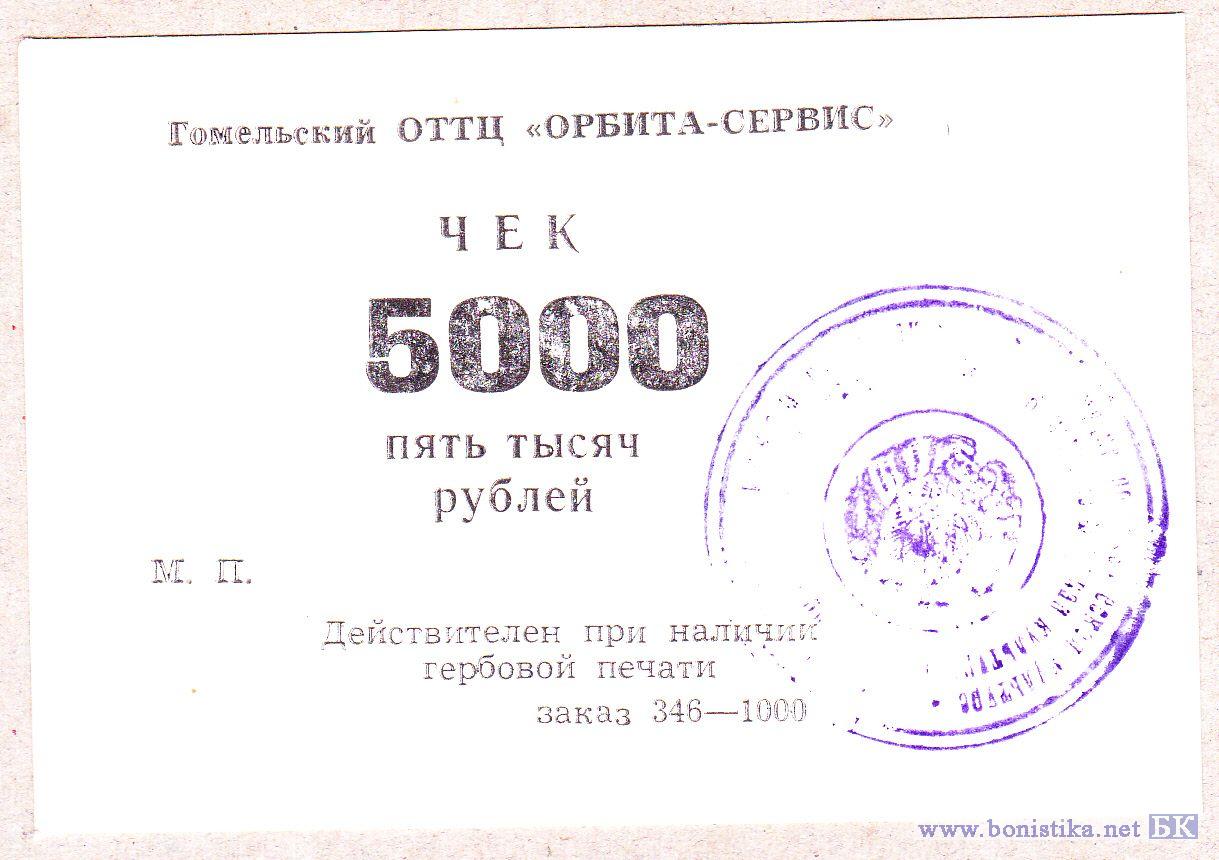 Гомельский ОТТЦ «ОРБИТА-СЕРВИС»
ЧЕК
5000
пять тысяч
рублей
М. П.
Действителен при наличии
гербовой печати
заказ 346—1000
www.bonistika.net БК